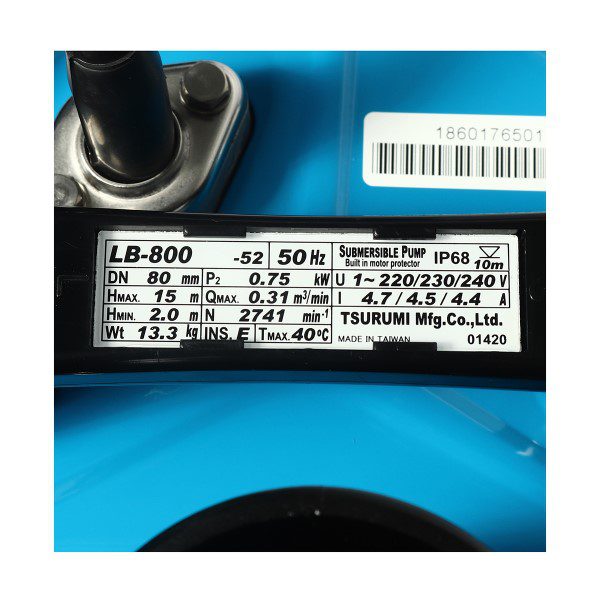 1860176501
LB-800 -52 50 Hz SUBMERSIBLE PUMP IP68
Built in motor protector 10m
DN 80 mm P2 0.75 kW U 1~220/230/240 V
HMAX. 15 m QMAX. 0.31 m³/min I 4.7 / 4.5 / 4.4 A
HMIN. 2.0 m N 2741 min-1 TSURUMI Mfg.Co.,Ltd.
Wt 13.3 kg INS. E TMAX. 40°C MADE IN TAIWAN 01420